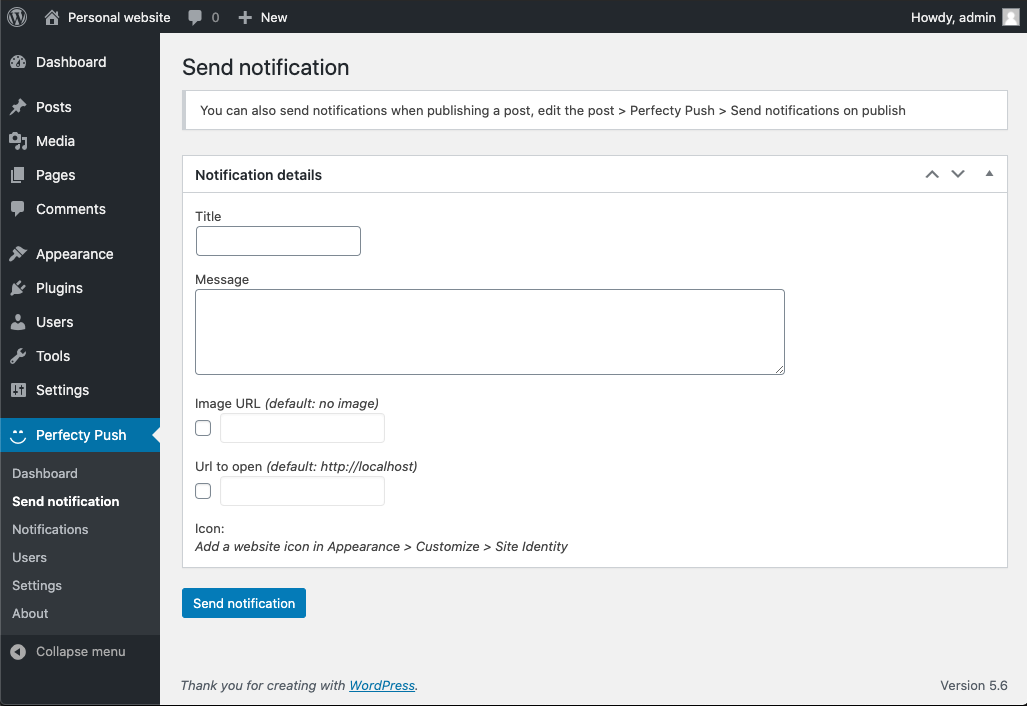 Personal website 0 New Howdy, admin
Dashboard
Posts
Media
Pages
Comments
Appearance
Plugins
Users
Tools
Settings
Perfecty Push
Dashboard
Send notification
Notifications
Users
Settings
About
Collapse menu
Send notification
You can also send notifications when publishing a post, edit the post > Perfecty Push > Send notifications on publish
Notification details
Title
Message
Image URL (default: no image)
Url to open (default: http://localhost)
Icon:
Add a website icon in Appearance > Customize > Site Identity
Send notification
Thank you for creating with WordPress. Version 5.6